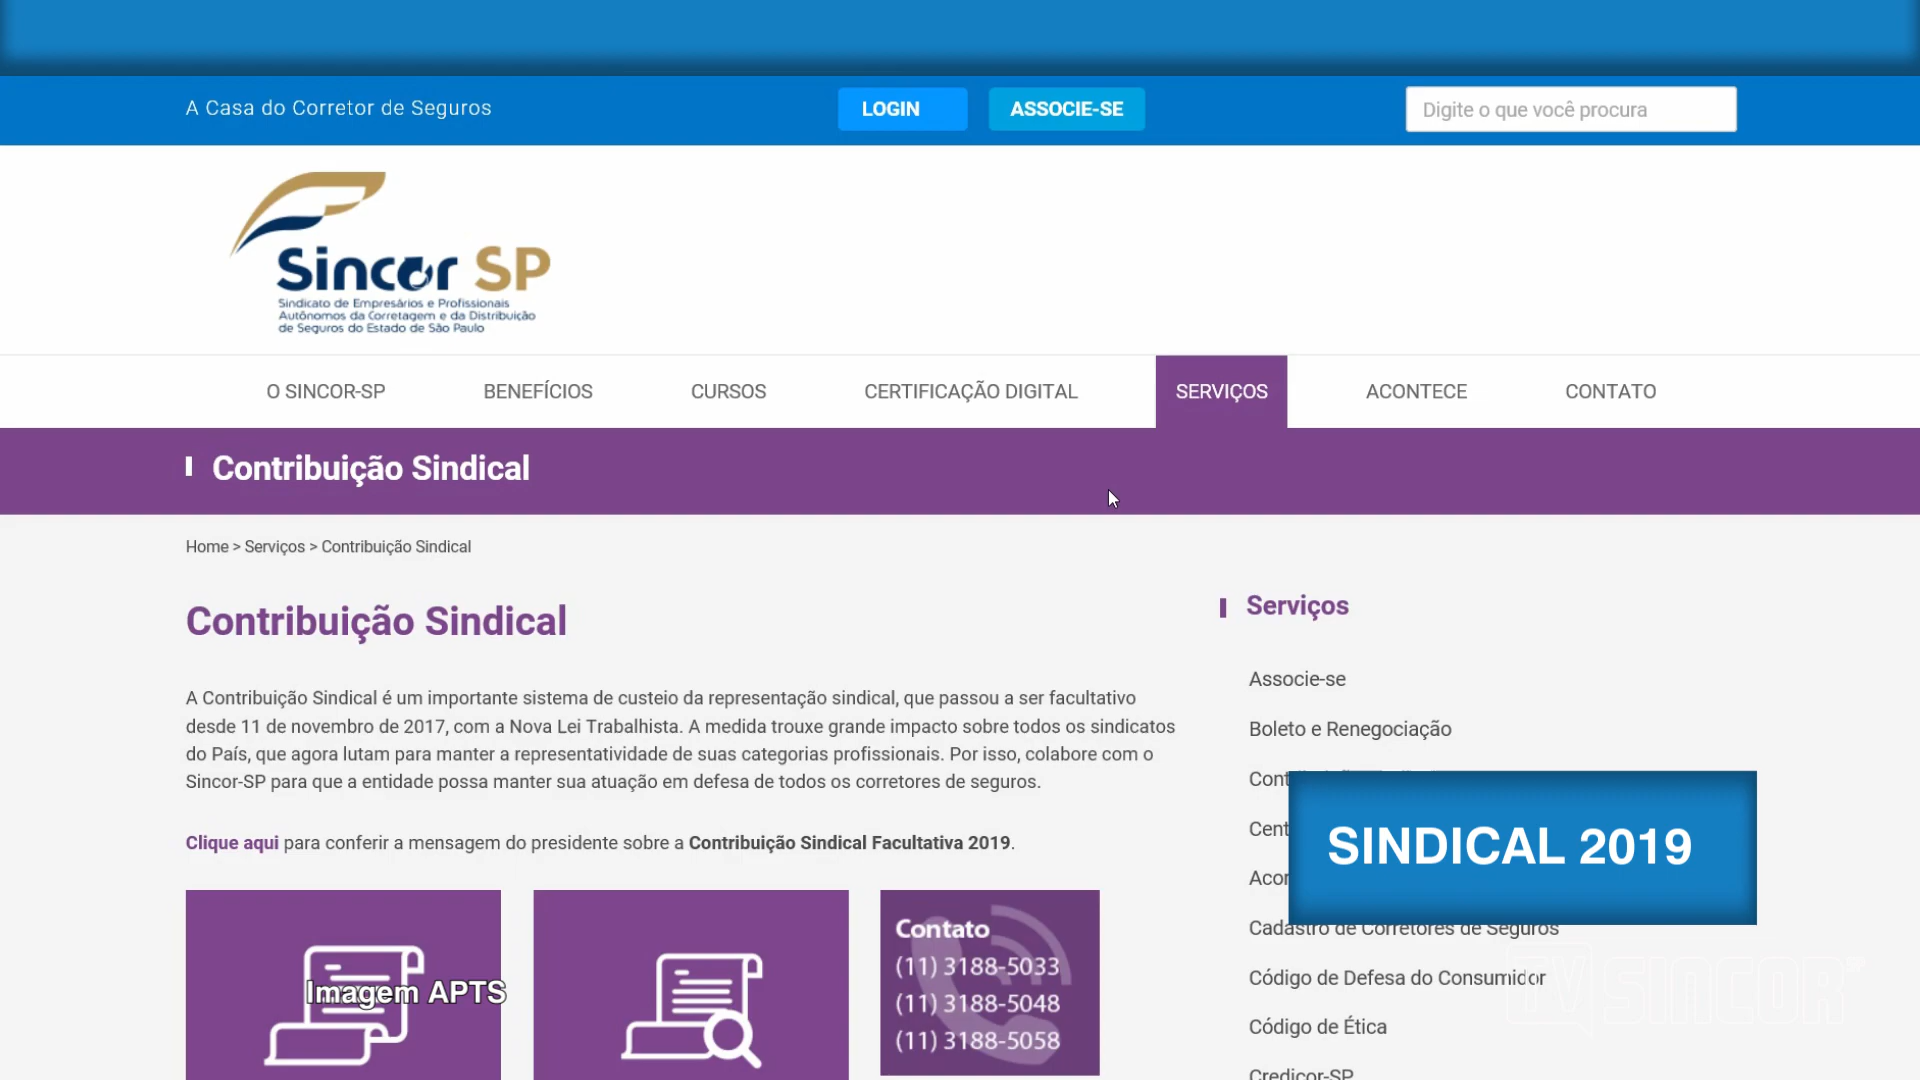 A Casa do Corretor de Seguros
LOGIN
ASSOCIE-SE
Digite o que você procura
Sincor SP
Sindicato de Empresários e Profissionais
Autônomos da Corretagem e da Distribuição
de Seguros do Estado de São Paulo
O SINCOR-SP
BENEFÍCIOS
CURSOS
CERTIFICAÇÃO DIGITAL
SERVIÇOS
ACONTECE
CONTATO
Contribuição Sindical
Home > Serviços > Contribuição Sindical
Contribuição Sindical
A Contribuição Sindical é um importante sistema de custeio da representação sindical, que passou a ser facultativo
desde 11 de novembro de 2017, com a Nova Lei Trabalhista. A medida trouxe grande impacto sobre todos os sindicatos
do País, que agora lutam para manter a representatividade de suas categorias profissionais. Por isso, colabore com o
Sincor-SP para que a entidade possa manter sua atuação em defesa de todos os corretores de seguros.
Clique aqui para conferir a mensagem do presidente sobre a Contribuição Sindical Facultativa 2019.
Imagem APTS
Contato
(11) 3188-5033
(11) 3188-5048
(11) 3188-5058
Serviços
Associe-se
Boleto e Renegociação
SINDICAL 2019
Cadastro de Corretores de Seguros
Código de Defesa do Consumidor
Código de Ética
Credicor-SP
TV SINCOR